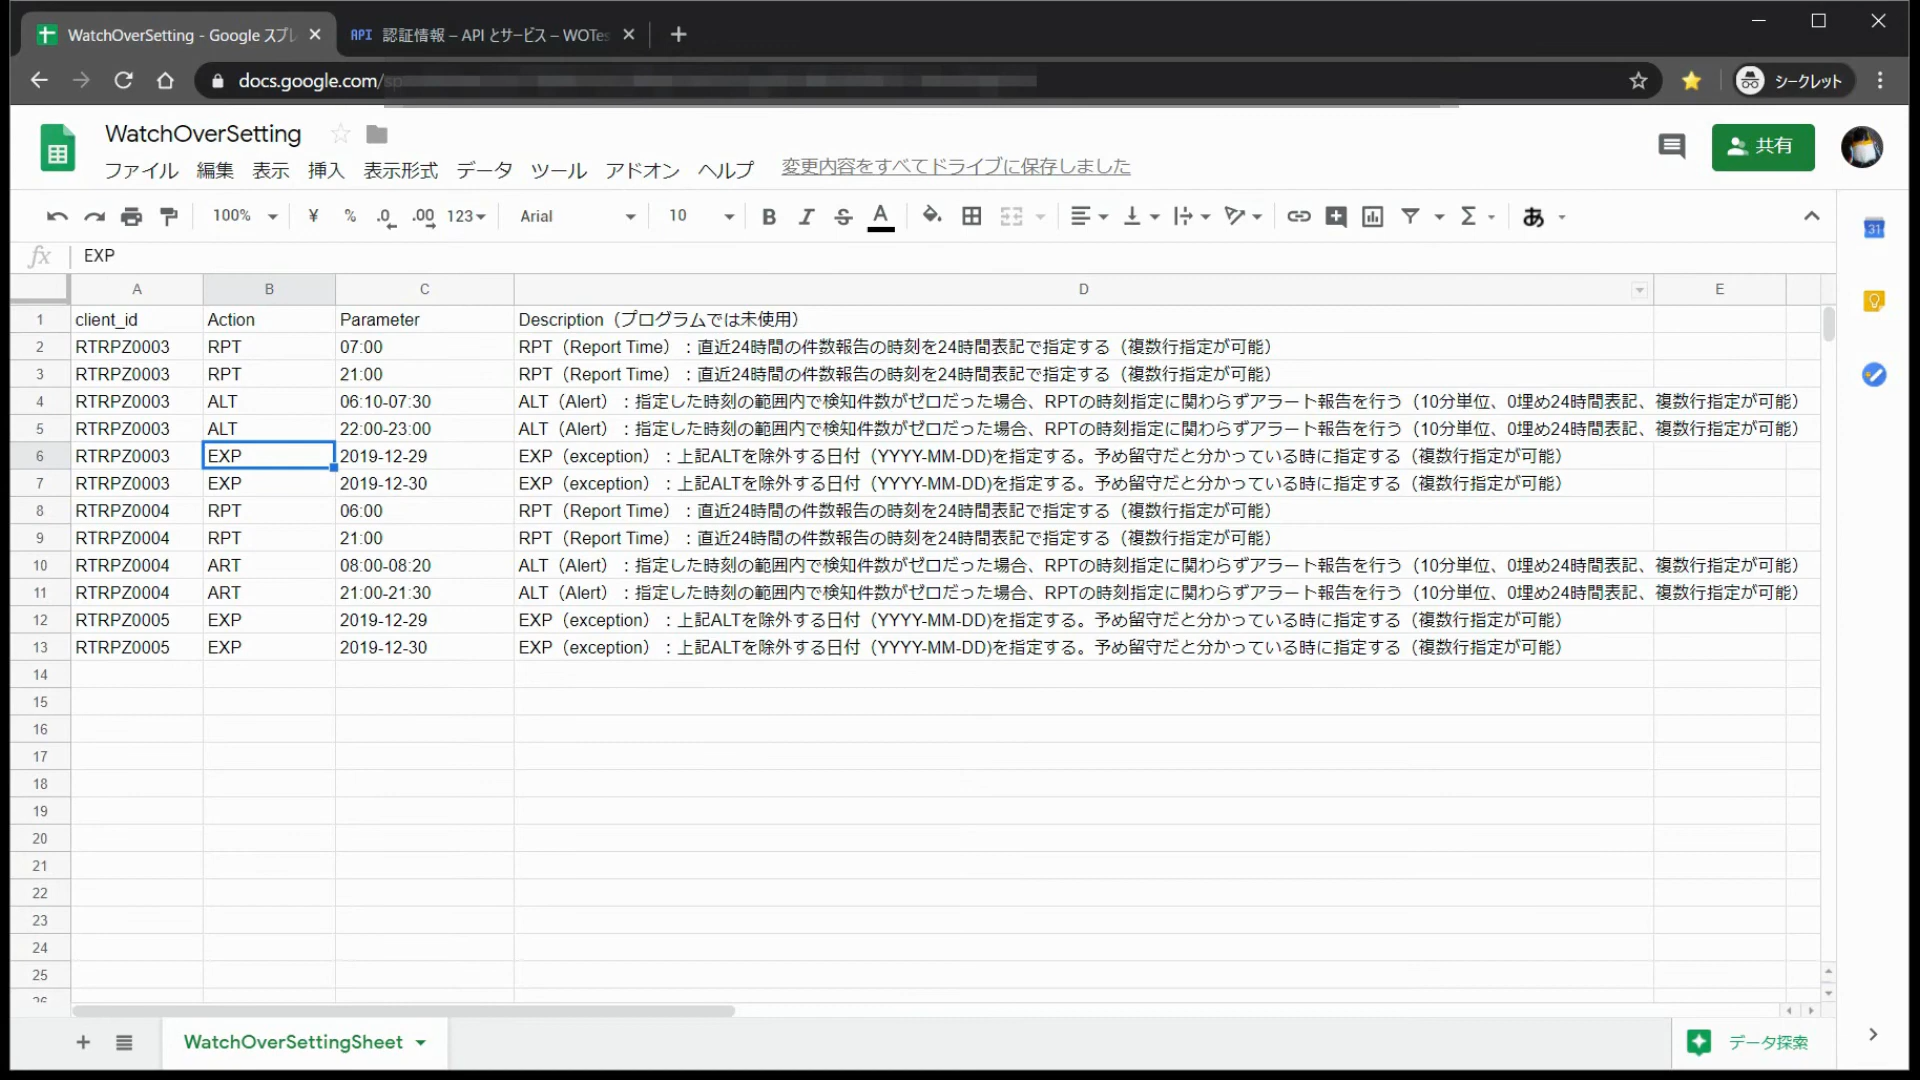 WatchOverSetting - Google スプレ
API 認証情報 – API とサービス – WOTes
docs.google.com/sp
シークレット
WatchOverSetting
ファイル 編集 表示 挿入 表示形式 データ ツール アドオン ヘルプ 変更内容をすべてドライブに保存しました
共有
100% ¥ % .0 .00 123 Arial 10 B I S A Σ あ
31
fx EXP
A B C D E
1 client_id Action Parameter Description（プログラムでは未使用）
2 RTRPZ0003 RPT 07:00 RPT（Report Time）：直近24時間の件数報告の時刻を24時間表記で指定する（複数行指定が可能）
3 RTRPZ0003 RPT 21:00 RPT（Report Time）：直近24時間の件数報告の時刻を24時間表記で指定する（複数行指定が可能）
4 RTRPZ0003 ALT 06:10-07:30 ALT（Alert）：指定した時刻の範囲内で検知件数がゼロだった場合、RPTの時刻指定に関わらずアラート報告を行う（10分単位、0埋め24時間表記、複数行指定が可能）
5 RTRPZ0003 ALT 22:00-23:00 ALT（Alert）：指定した時刻の範囲内で検知件数がゼロだった場合、RPTの時刻指定に関わらずアラート報告を行う（10分単位、0埋め24時間表記、複数行指定が可能）
6 RTRPZ0003 EXP 2019-12-29 EXP（exception）：上記ALTを除外する日付（YYYY-MM-DD)を指定する。予め留守だと分かっている時に指定する（複数行指定が可能）
7 RTRPZ0003 EXP 2019-12-30 EXP（exception）：上記ALTを除外する日付（YYYY-MM-DD)を指定する。予め留守だと分かっている時に指定する（複数行指定が可能）
8 RTRPZ0004 RPT 06:00 RPT（Report Time）：直近24時間の件数報告の時刻を24時間表記で指定する（複数行指定が可能）
9 RTRPZ0004 RPT 21:00 RPT（Report Time）：直近24時間の件数報告の時刻を24時間表記で指定する（複数行指定が可能）
10 RTRPZ0004 ART 08:00-08:20 ALT（Alert）：指定した時刻の範囲内で検知件数がゼロだった場合、RPTの時刻指定に関わらずアラート報告を行う（10分単位、0埋め24時間表記、複数行指定が可能）
11 RTRPZ0004 ART 21:00-21:30 ALT（Alert）：指定した時刻の範囲内で検知件数がゼロだった場合、RPTの時刻指定に関わらずアラート報告を行う（10分単位、0埋め24時間表記、複数行指定が可能）
12 RTRPZ0005 EXP 2019-12-29 EXP（exception）：上記ALTを除外する日付（YYYY-MM-DD)を指定する。予め留守だと分かっている時に指定する（複数行指定が可能）
13 RTRPZ0005 EXP 2019-12-30 EXP（exception）：上記ALTを除外する日付（YYYY-MM-DD)を指定する。予め留守だと分かっている時に指定する（複数行指定が可能）
14
15
16
17
18
19
20
21
22
23
24
25
26
WatchOverSettingSheet
データ探索